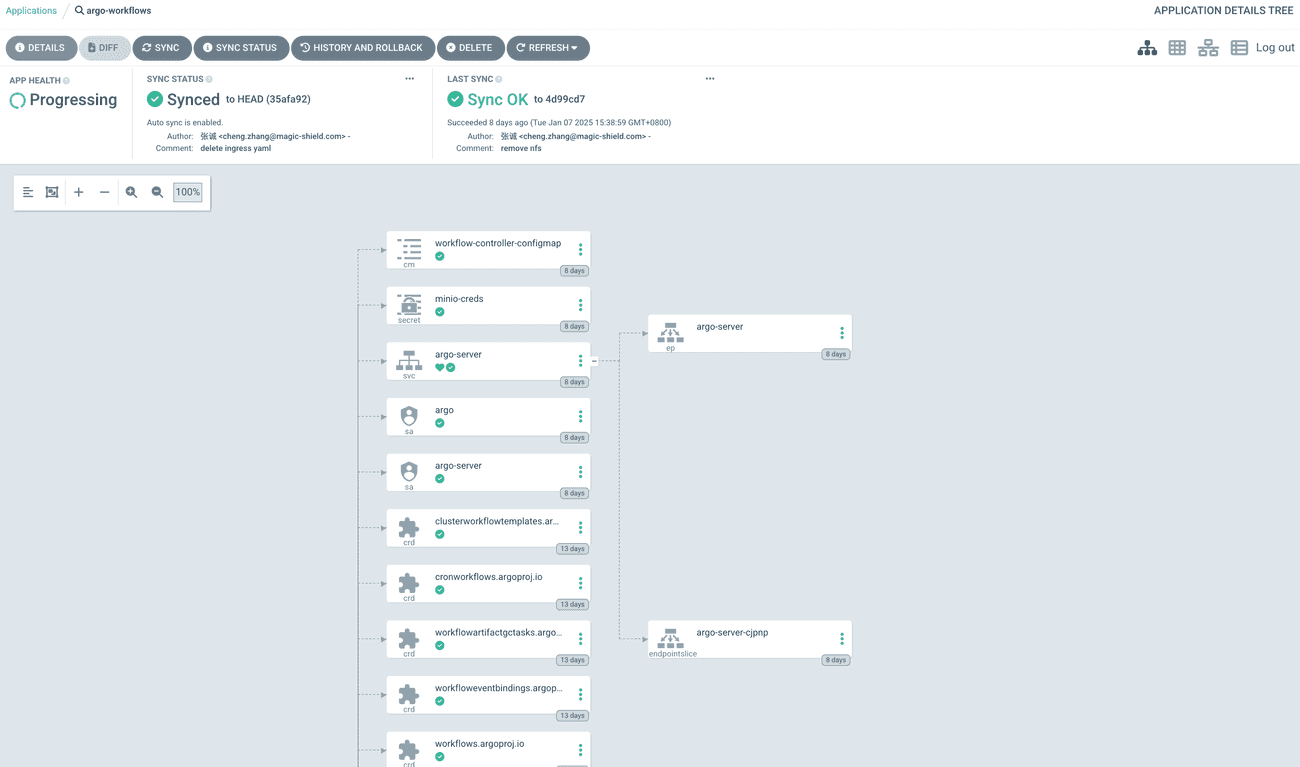 Applications / argo-workflows
APPLICATION DETAILS TREE
DETAILS DIFF SYNC SYNC STATUS HISTORY AND ROLLBACK DELETE REFRESH
Log out
APP HEALTH
Progressing
SYNC STATUS
Synced to HEAD (35afa92)
Auto sync is enabled.
Author: 张诚 <cheng.zhang@magic-shield.com> -
Comment: delete ingress yaml
LAST SYNC
Sync OK to 4d99cd7
Succeeded 8 days ago (Tue Jan 07 2025 15:38:59 GMT+0800)
Author: 张诚 <cheng.zhang@magic-shield.com> -
Comment: remove nfs
100%
workflow-controller-configmap
cm
8 days
minio-creds
secret
8 days
argo-server
svc
8 days
argo-server
ep
8 days
argo
sa
8 days
argo-server
sa
8 days
clusterworkflowtemplates.ar...
crd
13 days
cronworkflows.argoproj.io
crd
13 days
workflowartifactgctasks.argo...
crd
13 days
argo-server-cjpnp
endpointslice
8 days
workfloweventbindings.argop...
crd
13 days
workflows.argoproj.io
crd